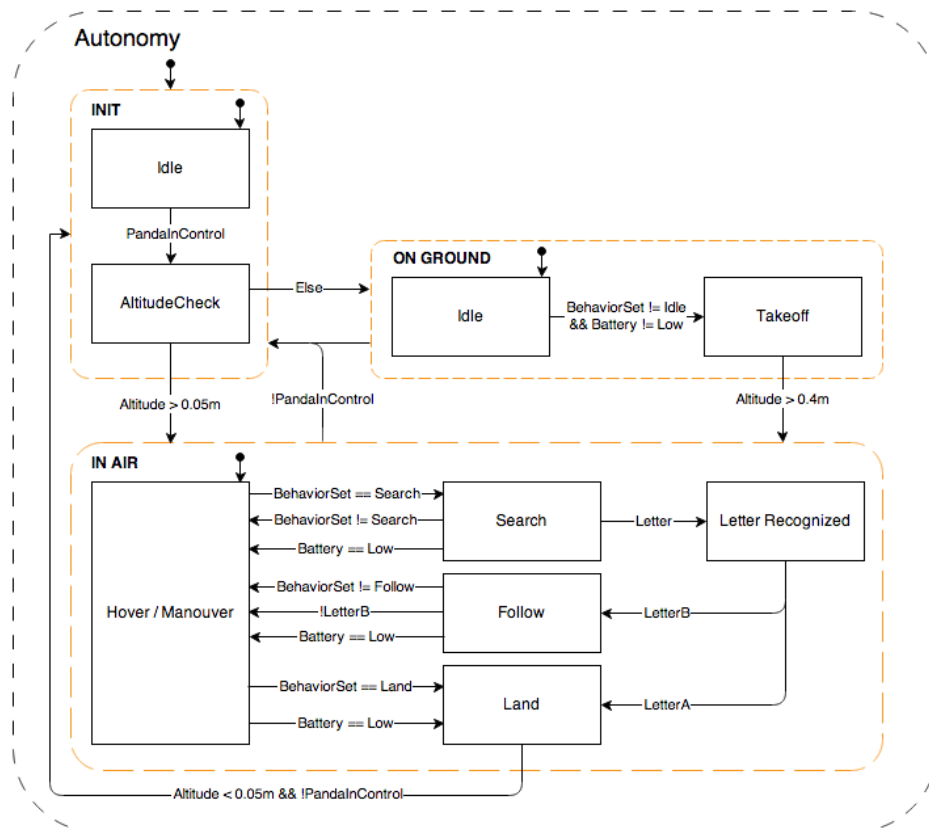 Autonomy
INIT
Idle
PandaInControl
AltitudeCheck
Else
ON GROUND
Idle
BehaviorSet != Idle
&& Battery != Low
Takeoff
Altitude > 0.05m
!PandaInControl
Altitude > 0.4m
IN AIR
Hover / Manouver
BehaviorSet == Search
BehaviorSet != Search
Battery == Low
Search
Letter
Letter Recognized
BehaviorSet != Follow
!LetterB
Battery == Low
Follow
LetterB
BehaviorSet == Land
Battery == Low
Land
LetterA
Altitude < 0.05m && !PandaInControl